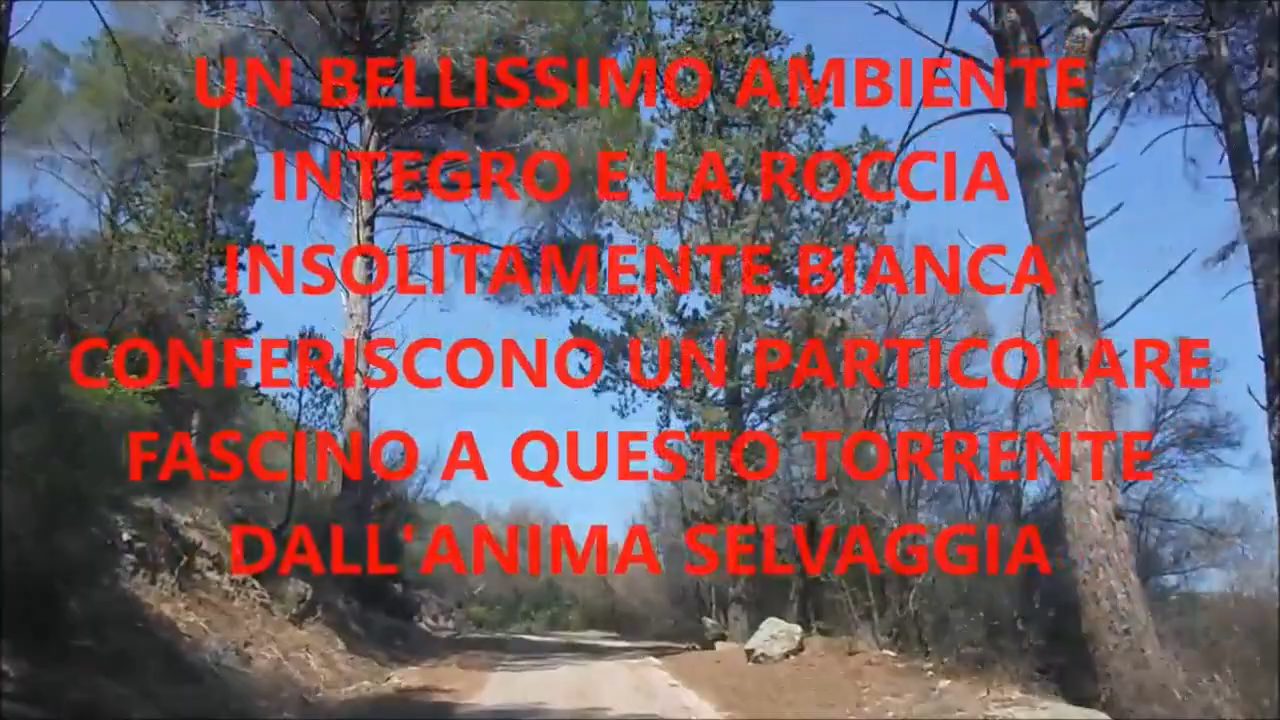 UN BELLISSIMO AMBIENTE
INTEGRO E LA ROCCIA
INSOLITAMENTE BIANCA
CONFERISCONO UN PARTICOLARE
FASCINO A QUESTO TORRENTE
DALL'ANIMA SELVAGGIA